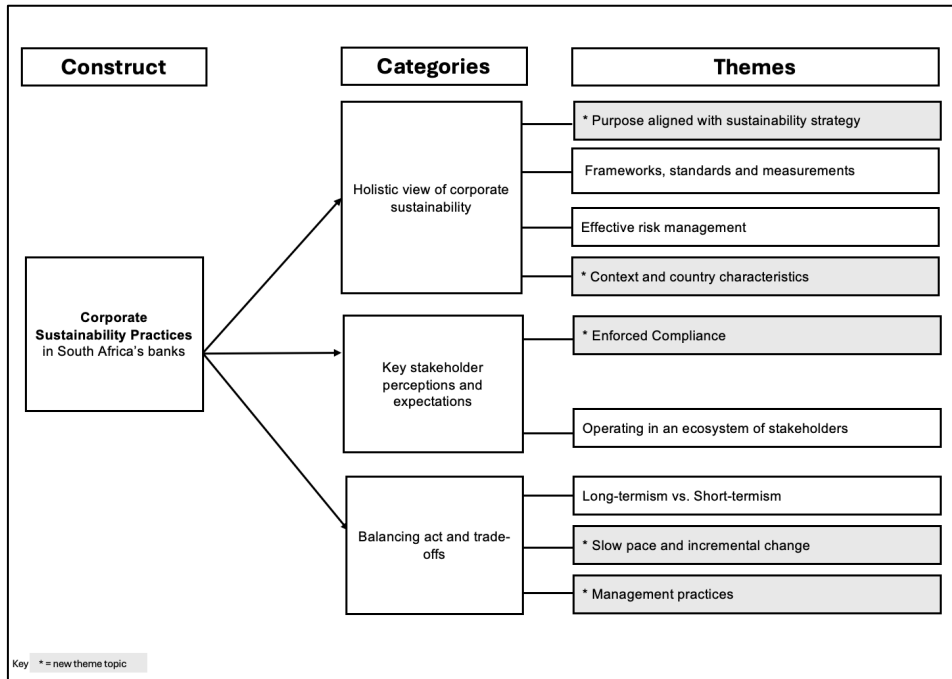 Construct
Categories
Themes
Corporate
Sustainability Practices
in South Africa's banks
Holistic view of corporate
sustainability
* Purpose aligned with sustainability strategy
Frameworks, standards and measurements
Effective risk management
* Context and country characteristics
Key stakeholder
perceptions and
expectations
* Enforced Compliance
Operating in an ecosystem of stakeholders
Balancing act and trade-
offs
Long-termism vs. Short-termism
* Slow pace and incremental change
* Management practices
Key * = new theme topic